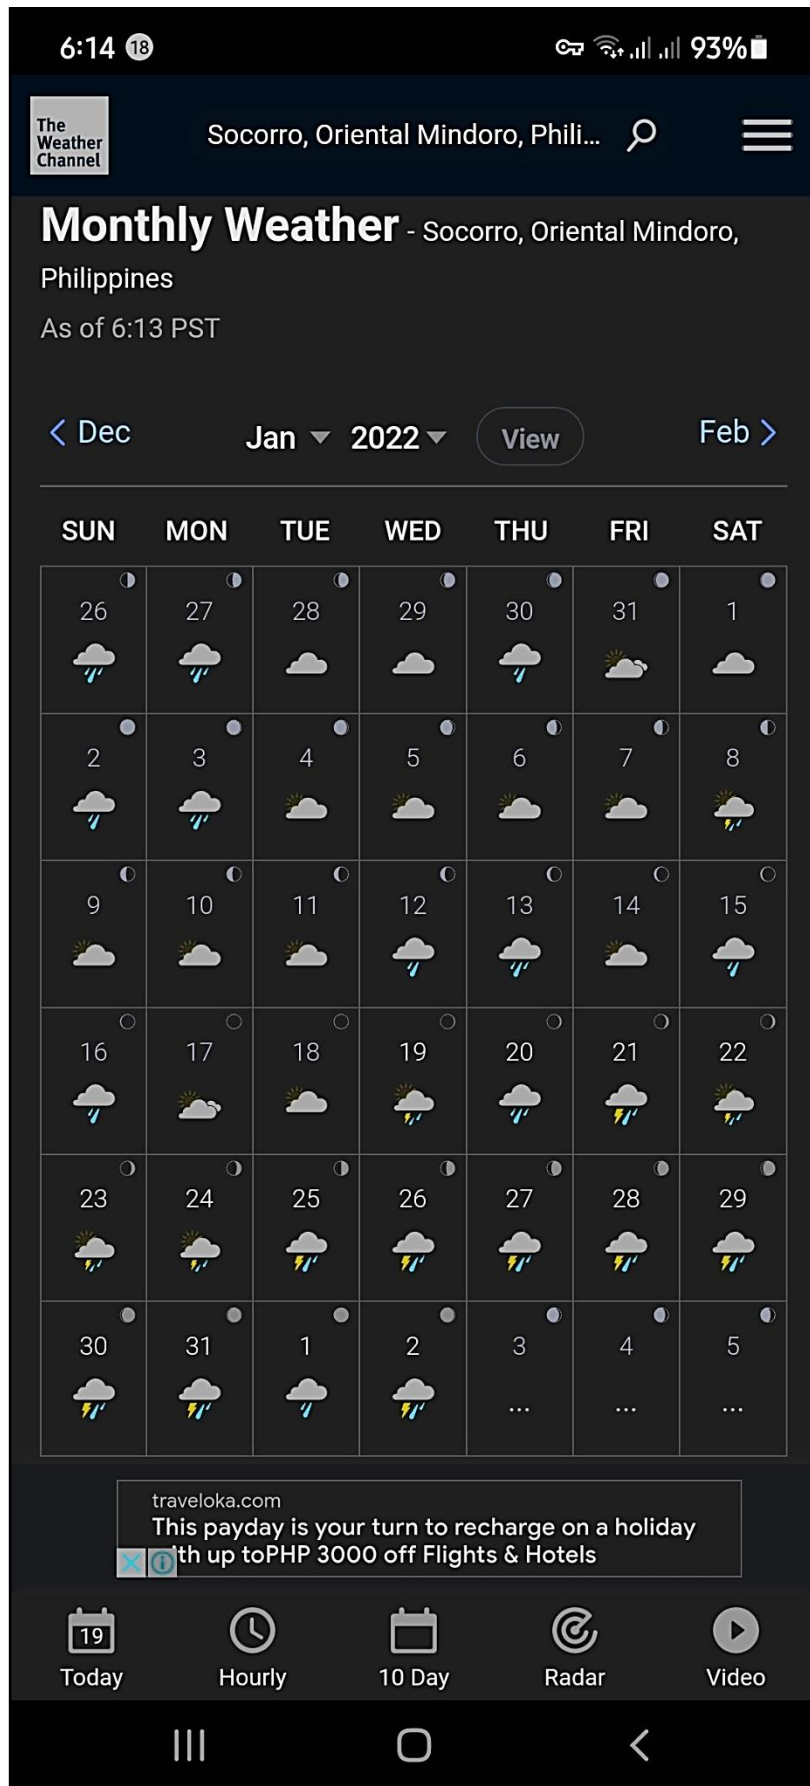 6:14 18 93%
The
Weather
Channel
Socorro, Oriental Mindoro, Phili...
Monthly Weather - Socorro, Oriental Mindoro,
Philippines
As of 6:13 PST
< Dec Jan 2022 View Feb >
SUN MON TUE WED THU FRI SAT
26 27 28 29 30 31 1
2 3 4 5 6 7 8
9 10 11 12 13 14 15
16 17 18 19 20 21 22
23 24 25 26 27 28 29
30 31 1 2 3 4 5
... ... ...
traveloka.com
This payday is your turn to recharge on a holiday
th up toPHP 3000 off Flights & Hotels
19
Today Hourly 10 Day Radar Video